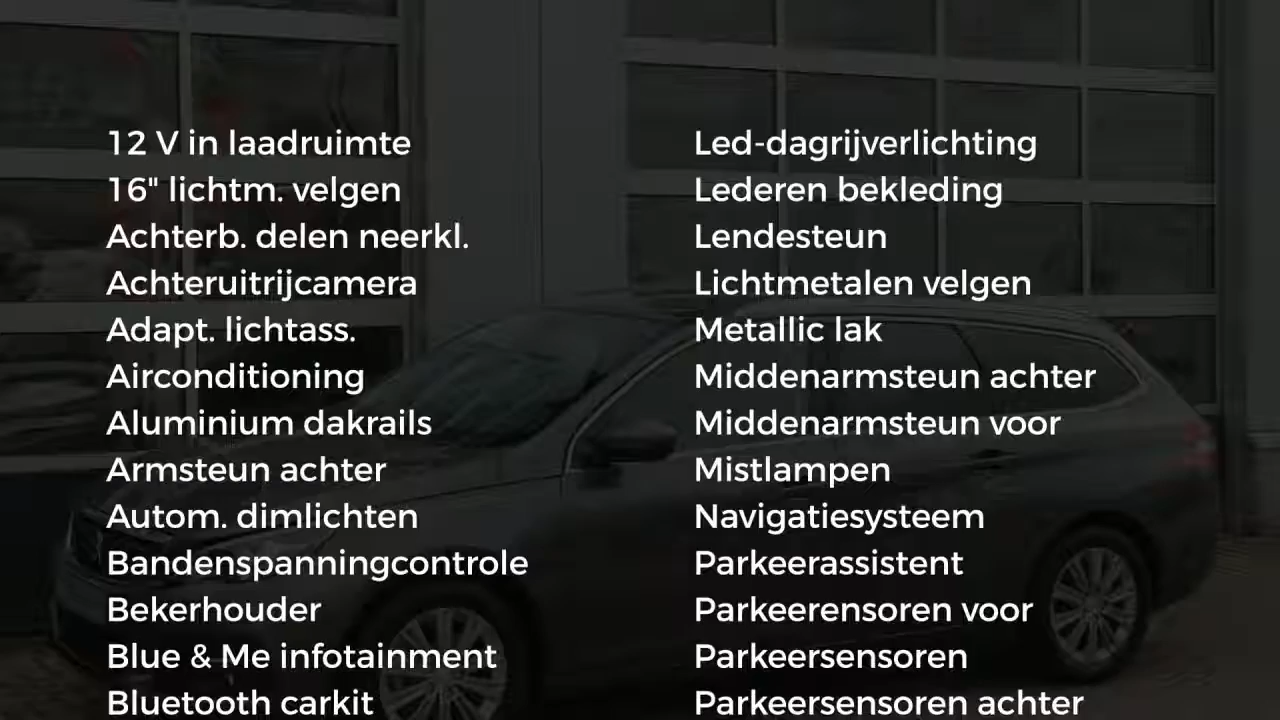 12 V in laadruimte
16" lichtm. velgen
Achterb. delen neerkl.
Achteruitrijcamera
Adapt. lichtass.
Airconditioning
Aluminium dakrails
Armsteun achter
Autom. dimlichten
Bandenspanningcontrole
Bekerhouder
Blue & Me infotainment
Bluetooth carkit
Led-dagrijverlichting
Lederen bekleding
Lendesteun
Lichtmetalen velgen
Metallic lak
Middenarmsteun achter
Middenarmsteun voor
Mistlampen
Navigatiesysteem
Parkeerassistent
Parkeerensoren voor
Parkeersensoren
Parkeersensoren achter